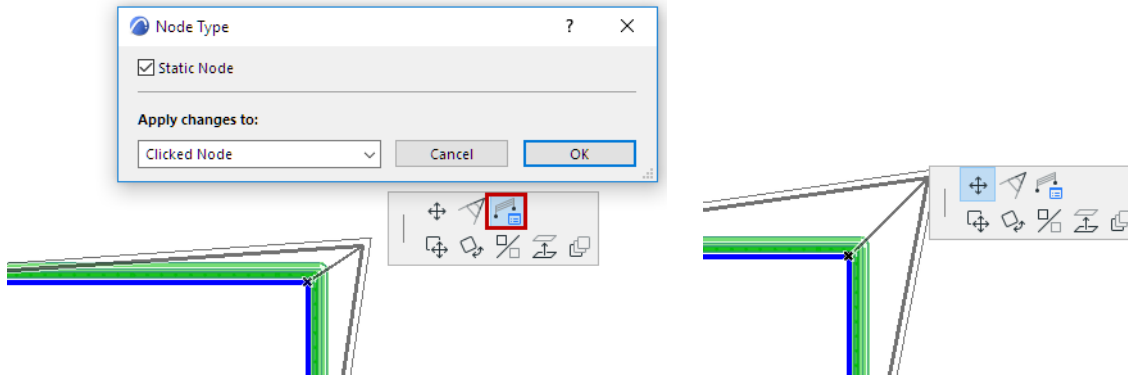 Node Type
? 
Static Node
Apply changes to:
Clicked Node
Cancel
OK